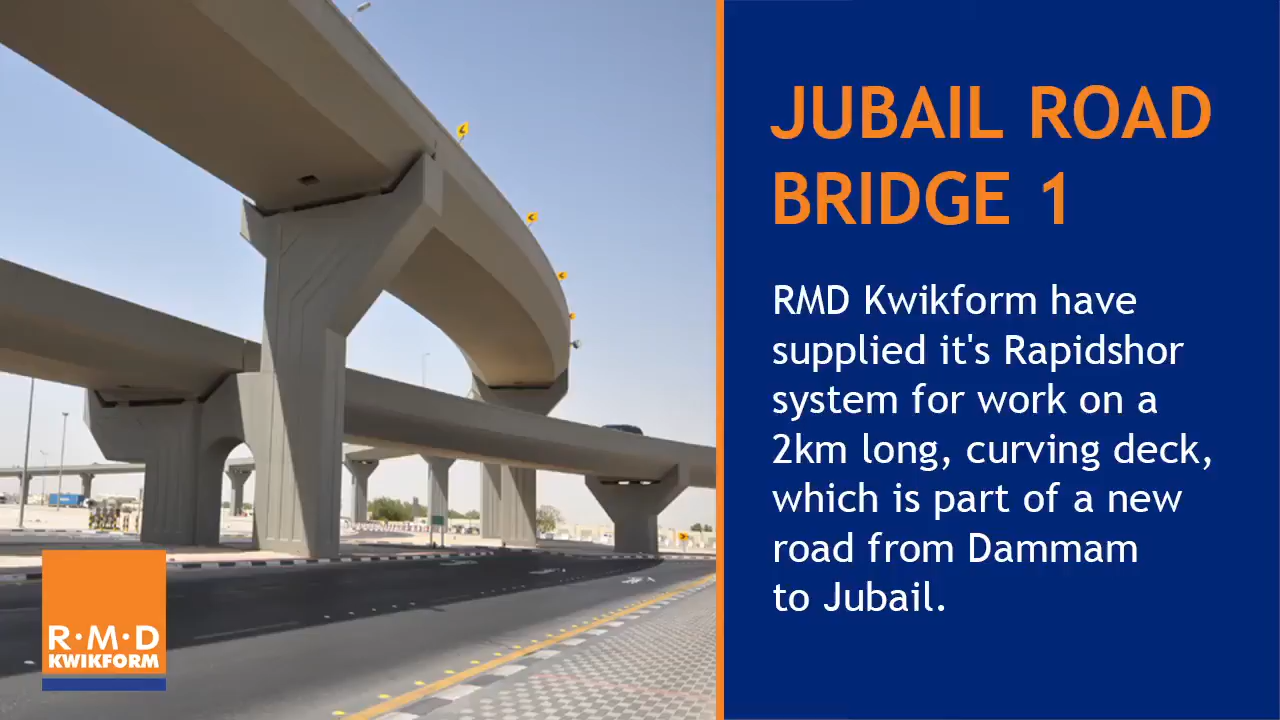 JUBAIL ROAD
BRIDGE 1
RMD Kwikform have
supplied it's Rapidshor
system for work on a
2km long, curving deck,
which is part of a new
road from Dammam
to Jubail.
R·M·D
KWIKFORM